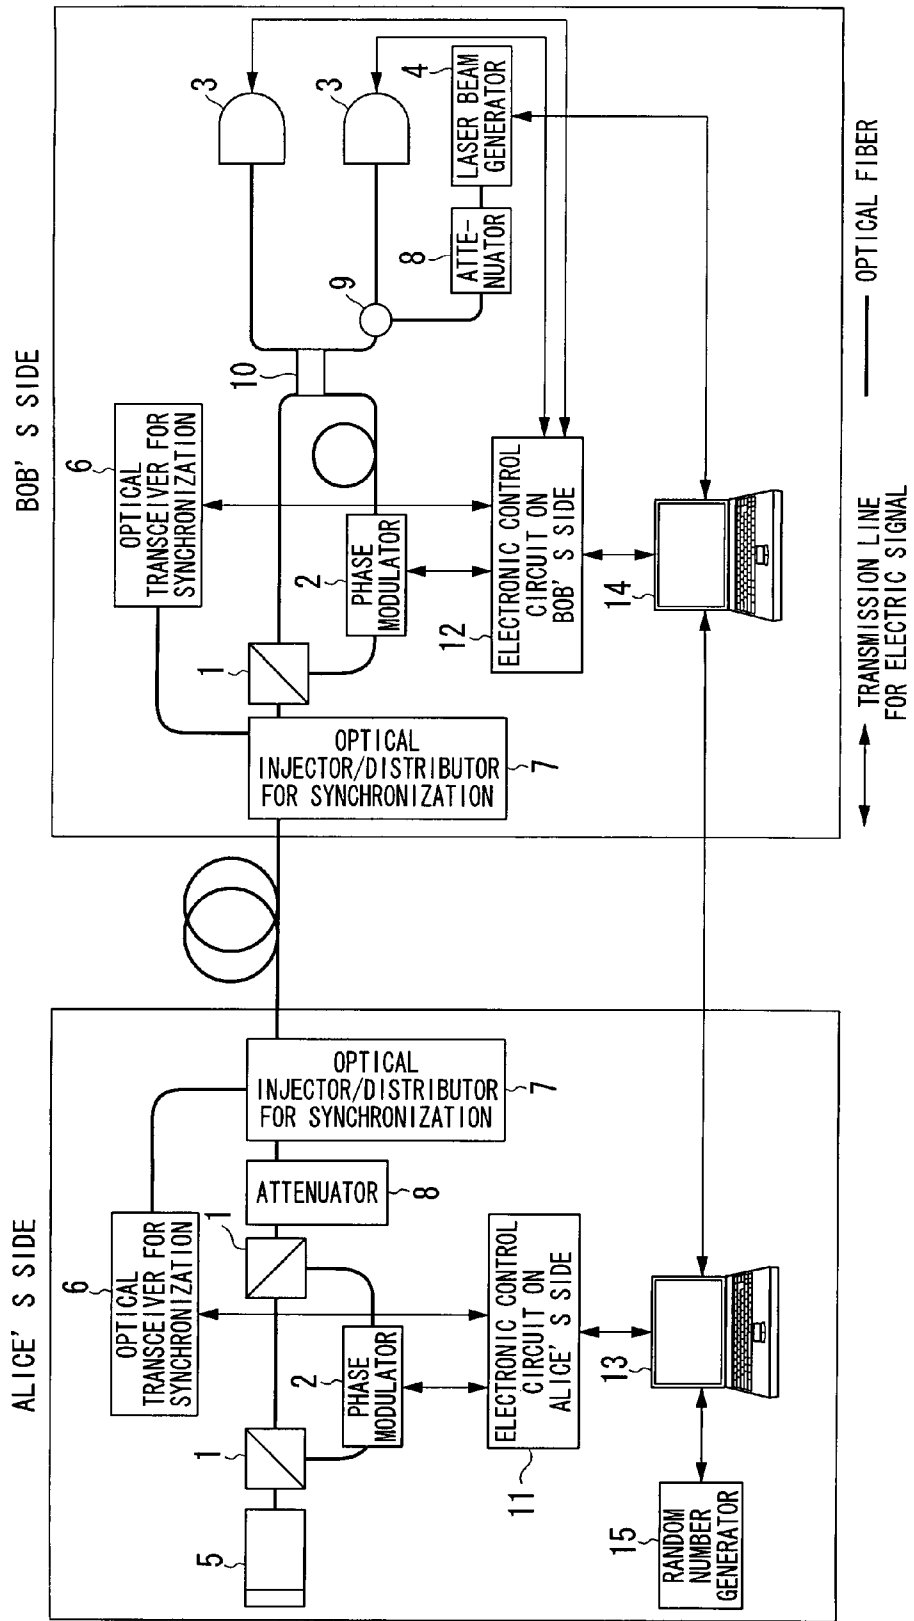 ALICE' S SIDE
6
OPTICAL
TRANSCEIVER FOR
SYNCHRONIZATION
5
1
1
ATTENUATOR
8
OPTICAL
INJECTOR/DISTRIBUTOR
FOR SYNCHRONIZATION
7
2
PHASE
MODULATOR
ELECTRONIC CONTROL
CIRCUIT ON
ALICE' S SIDE
11
13
15
RANDOM
NUMBER
GENERATOR
BOB' S SIDE
6
OPTICAL
TRANSCEIVER FOR
SYNCHRONIZATION
OPTICAL
INJECTOR/DISTRIBUTOR
FOR SYNCHRONIZATION
7
1
2
PHASE
MODULATOR
10
9
3
3
8
ATTE-
NUATOR
4
LASER BEAM
GENERATOR
12
ELECTRONIC CONTROL
CIRCUIT ON
BOB' S SIDE
14
TRANSMISSION LINE
FOR ELECTRIC SIGNAL
OPTICAL FIBER